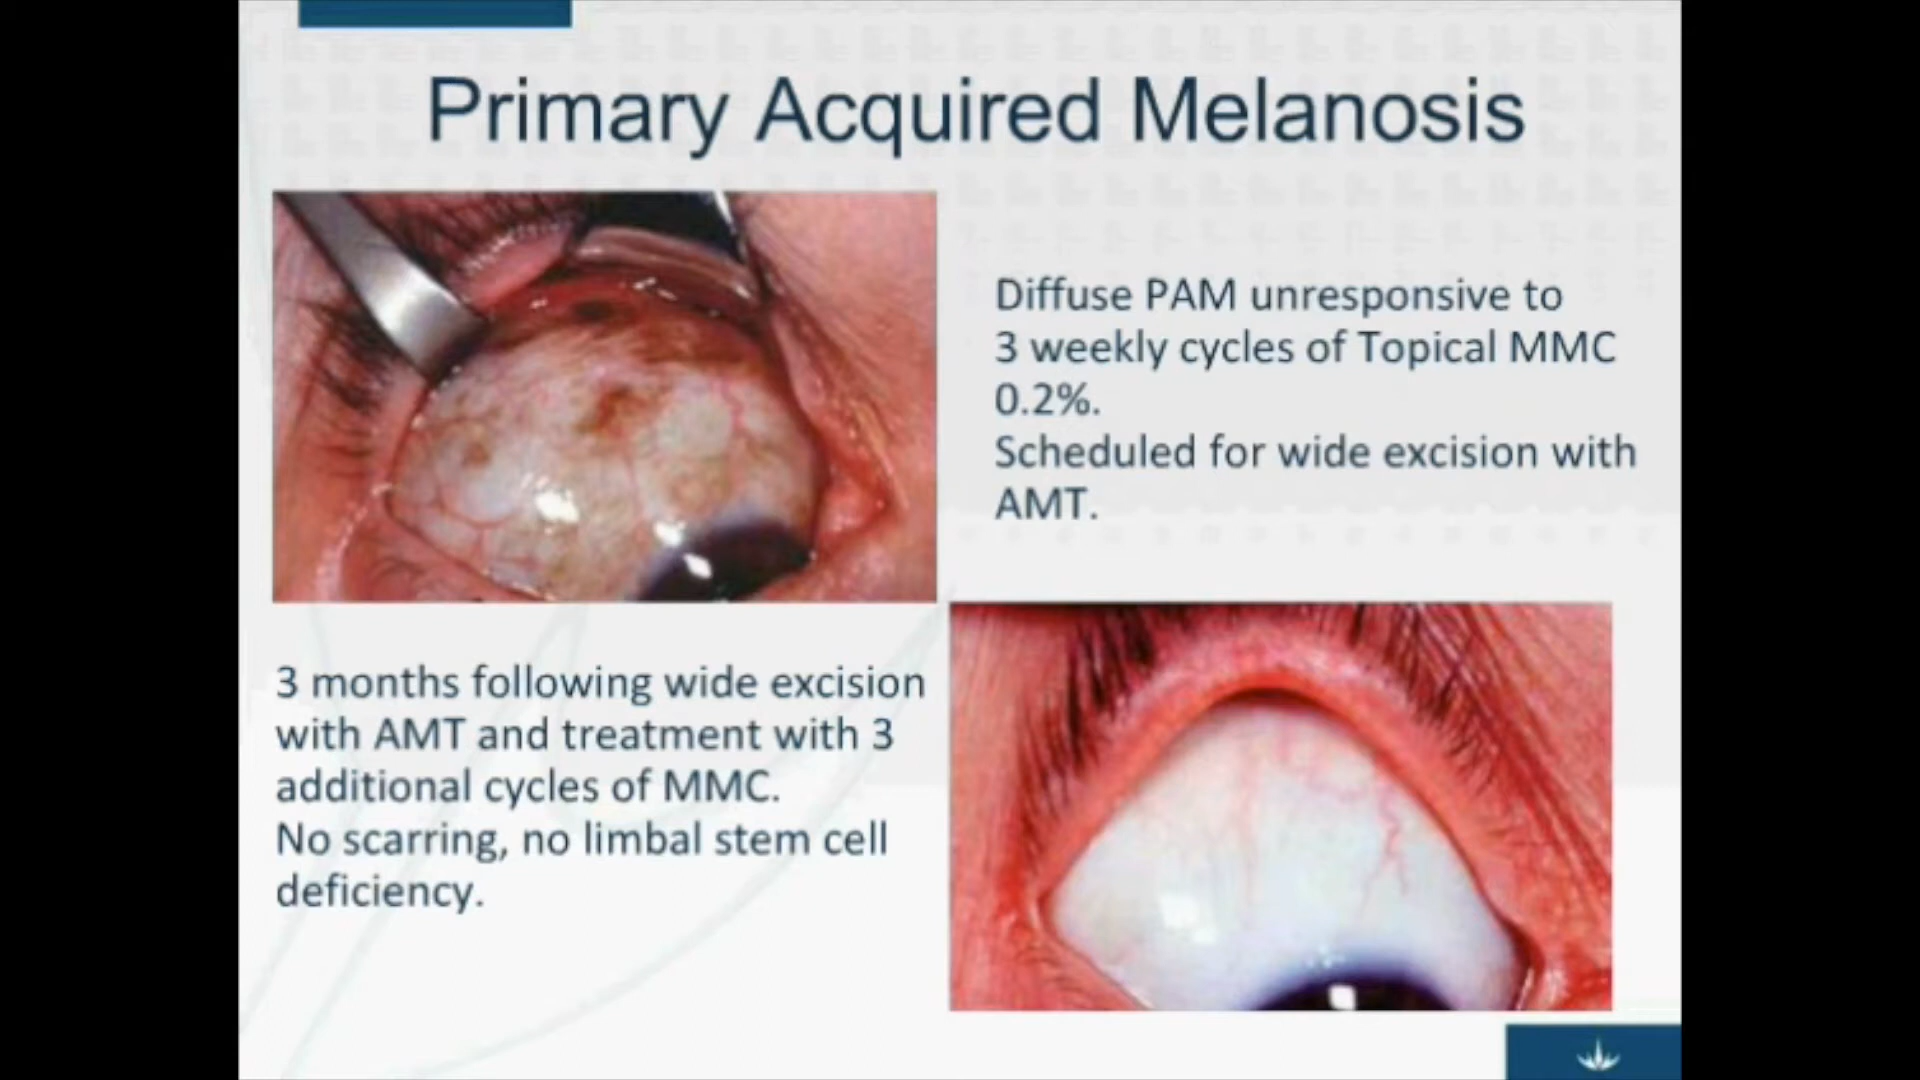 Primary Acquired Melanosis
Diffuse PAM unresponsive to
3 weekly cycles of Topical MMC
0.2%.
Scheduled for wide excision with
AMT.
3 months following wide excision
with AMT and treatment with 3
additional cycles of MMC.
No scarring, no limbal stem cell
deficiency.